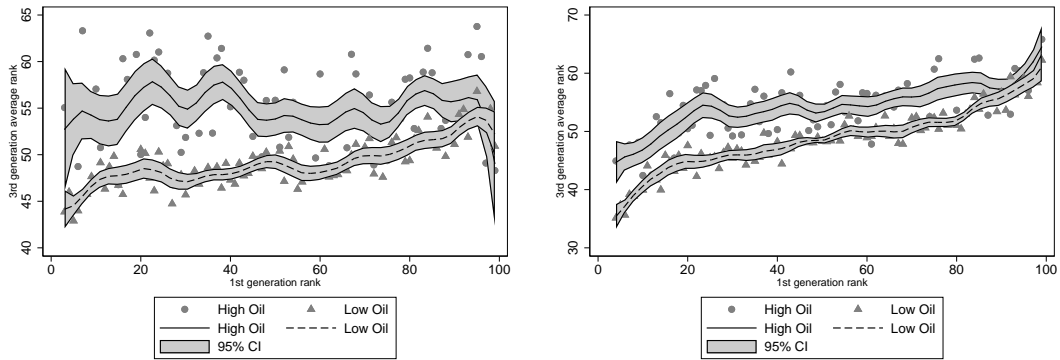 65
60
55
50
45
40
3rd generation average rank
0 20 40 60 80 100
1st generation rank
High Oil Low Oil
High Oil Low Oil
95% CI
70
60
50
40
30
3rd generation average rank
0 20 40 60 80 100
1st generation rank
High Oil Low Oil
High Oil Low Oil
95% CI